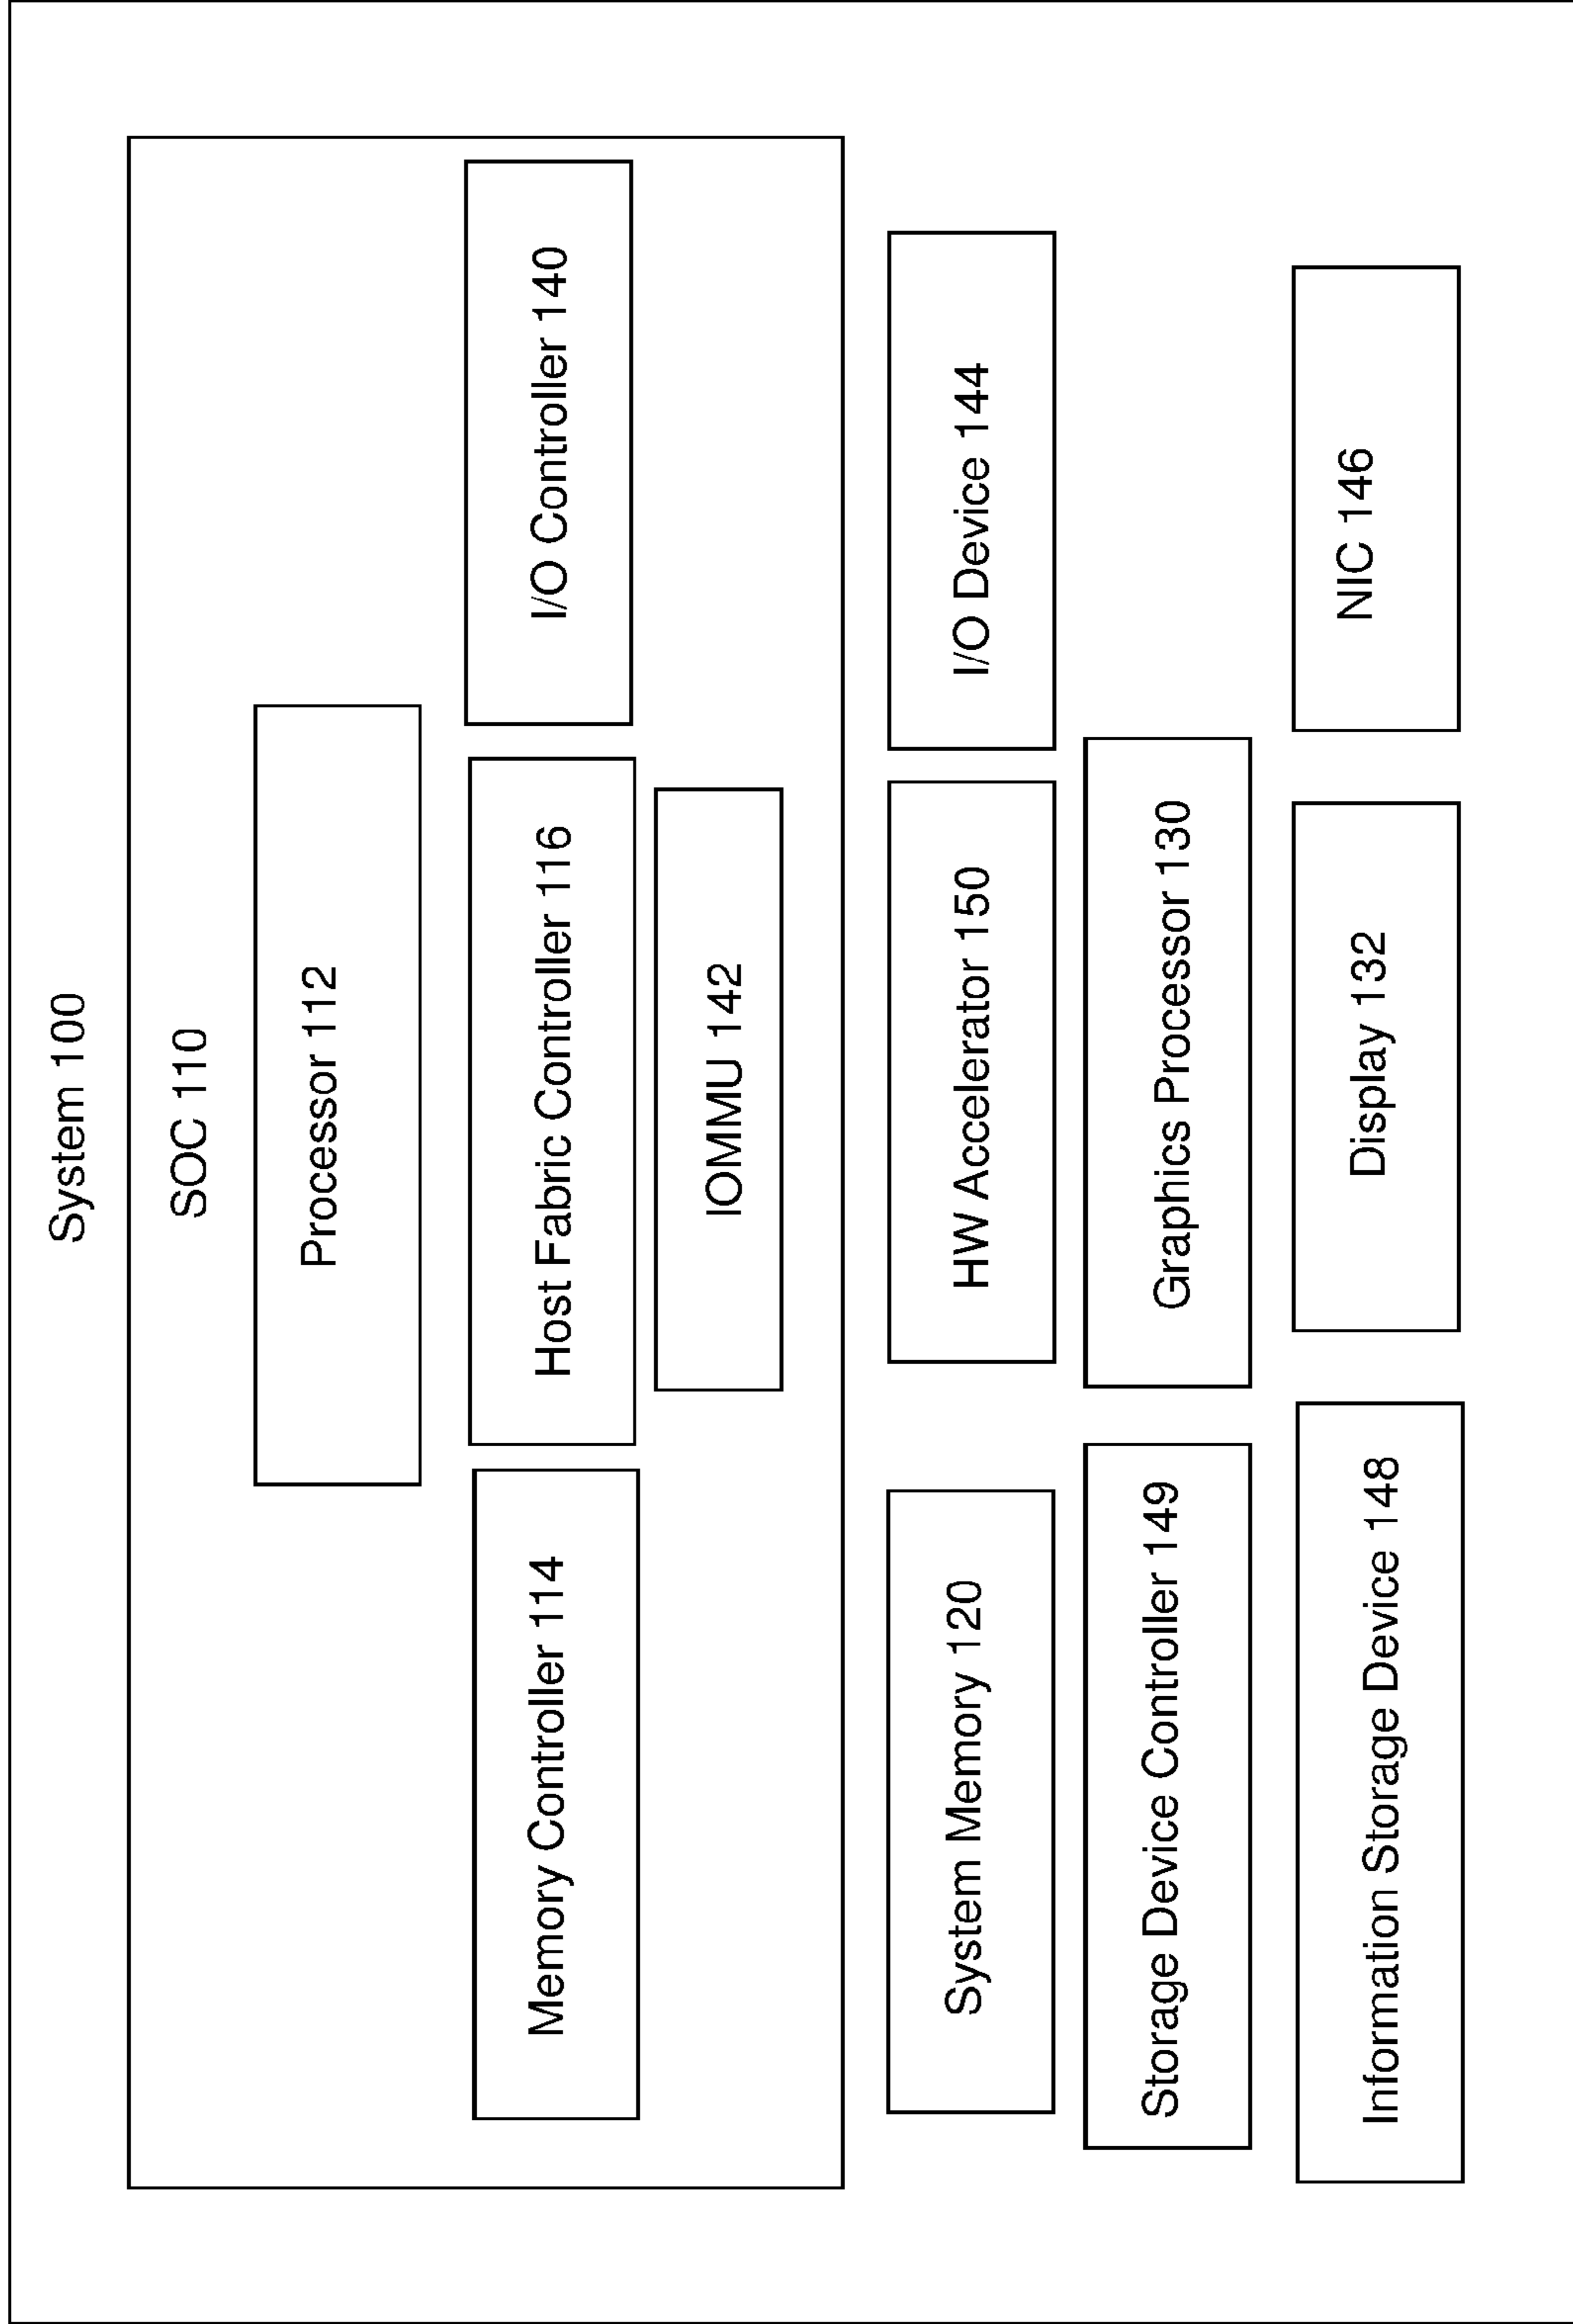 System 100
SOC 110
Processor 112
Memory Controller 114
Host Fabric Controller 116
I/O Controller 140
IOMMU 142
System Memory 120
HW Accelerator 150
I/O Device 144
Storage Device Controller 149
Graphics Processor 130
Information Storage Device 148
Display 132
NIC 146